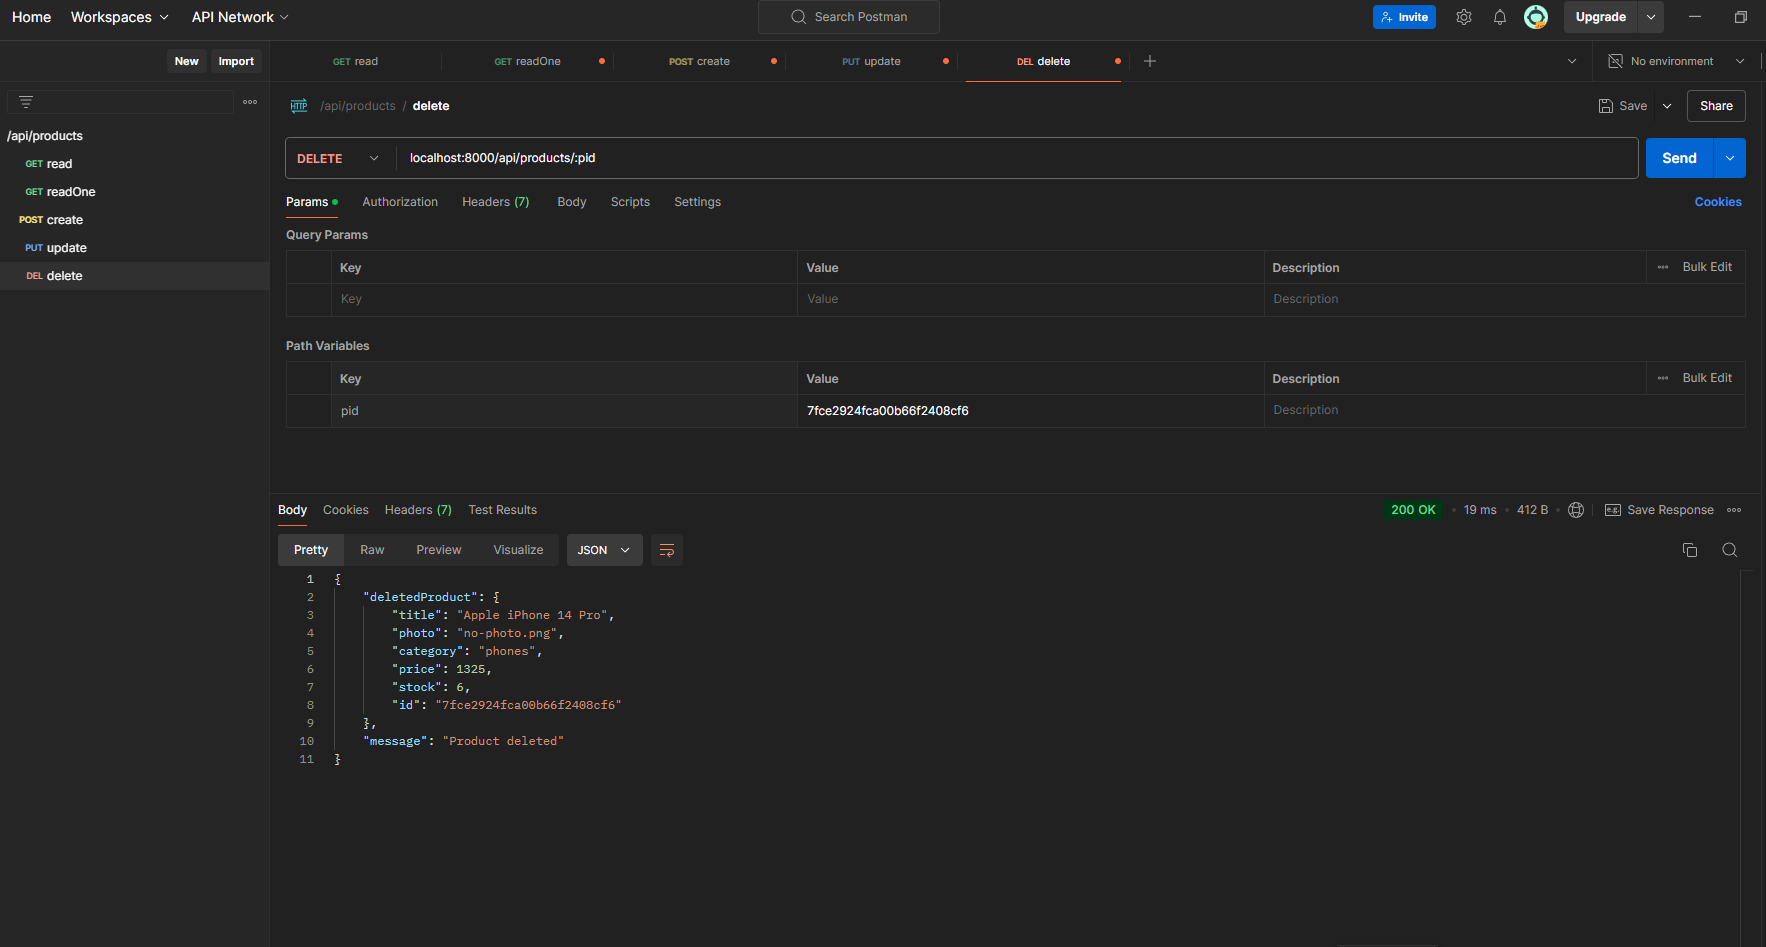 Home Workspaces API Network Search Postman Invite Upgrade
New Import GET read GET readOne POST create PUT update DEL delete No environment
/api/products / delete Save Share
/api/products
GET read
GET readOne
POST create
PUT update
DEL delete
DELETE localhost:8000/api/products/:pid Send
Params Authorization Headers (7) Body Scripts Settings Cookies
Query Params
Key Value Description Bulk Edit
Key Value Description
Path Variables
Key Value Description Bulk Edit
pid 7fce2924fca00b66f2408cf6 Description
Body Cookies Headers (7) Test Results 200 OK 19 ms 412 B e.g. Save Response
Pretty Raw Preview Visualize JSON
1 {
2 "deletedProduct": {
3 "title": "Apple iPhone 14 Pro",
4 "photo": "no-photo.png",
5 "category": "phones",
6 "price": 1325,
7 "stock": 6,
8 "id": "7fce2924fca00b66f2408cf6"
9 },
10 "message": "Product deleted"
11 }